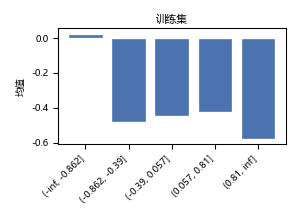 训练集
均值
0.0
-0.2
-0.4
-0.6
(-inf, -0.862]
(-0.862, -0.39]
(-0.39, 0.057]
(0.057, 0.81]
(0.81, inf]